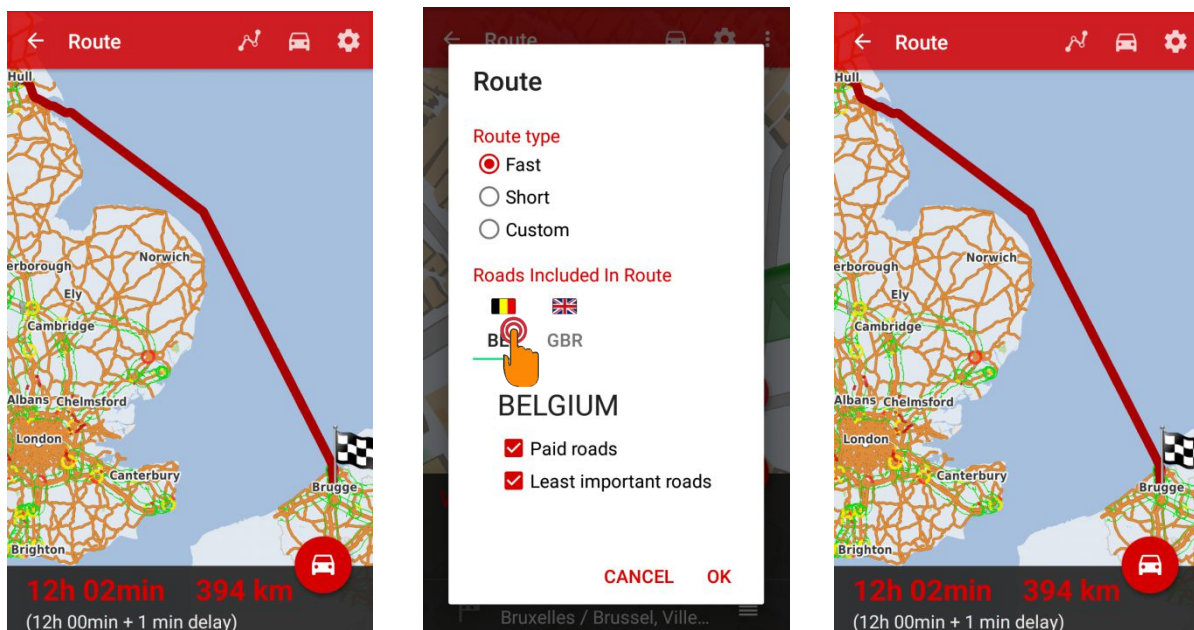 Route
Hull
Norwich
erborough
Ely
Cambridge
Albans Chelmsford
London
Canterbury
Brugge
Brighton
12h 02min 394 km
(12h 00min + 1 min delay)
Route
Route
Route type
Fast
Short
Custom
Roads Included In Route
GBR
BELGIUM
Paid roads
Least important roads
CANCEL OK
Bruxelles / Brussel, Ville...
Route
Hull
Norwich
erborough
Ely
Cambridge
Albans Chelmsford
London
Canterbury
Brugge
Brighton
12h 02min 394 km
(12h 00min + 1 min delay)